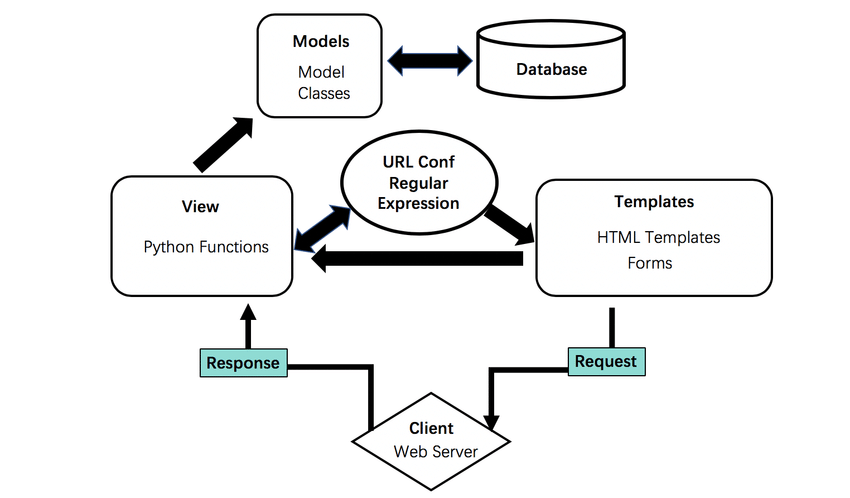 Models
Model
Classes
Database
URL Conf
Regular
Expression
View
Python Functions
Templates
HTML Templates
Forms
Response
Request
Client
Web Server